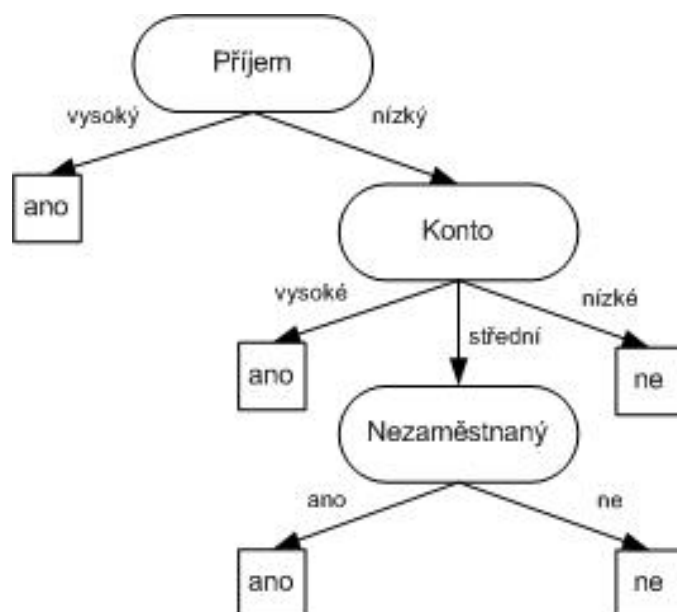 Příjem
vysoký
nízký
ano
Konto
vysoké
nízké
střední
ano
ne
Nezaměstnaný
ano
ne
ano
ne